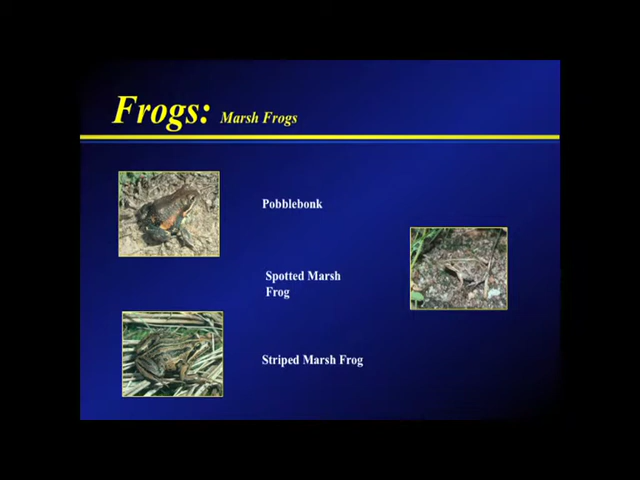 Frogs: Marsh Frogs
Pobblebonk
Spotted Marsh
Frog
Striped Marsh Frog